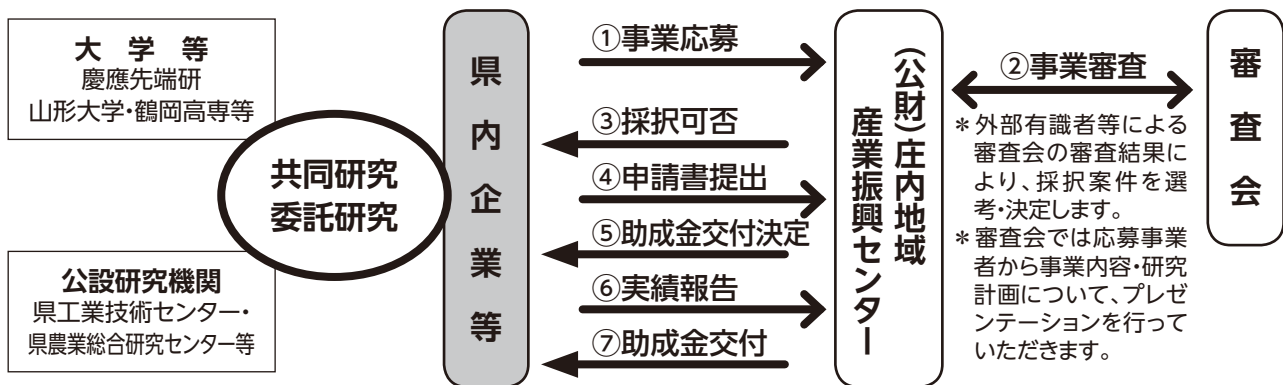 大学等
慶應先端研
山形大学・鶴岡高専等
共同研究
委託研究
公設研究機関
県工業技術センター・
県農業総合研究センター等
県内企業等
①事業応募
③採択可否
④申請書提出
⑤助成金交付決定
⑥実績報告
⑦助成金交付
(公財)庄内地域
産業振興センター
②事業審査
＊外部有識者等による
審査会の審査結果に
より、採択案件を選
考・決定します。
＊審査会では応募事業
者から事業内容・研究
計画について、プレゼ
ンテーションを行って
いただきます。
審査会